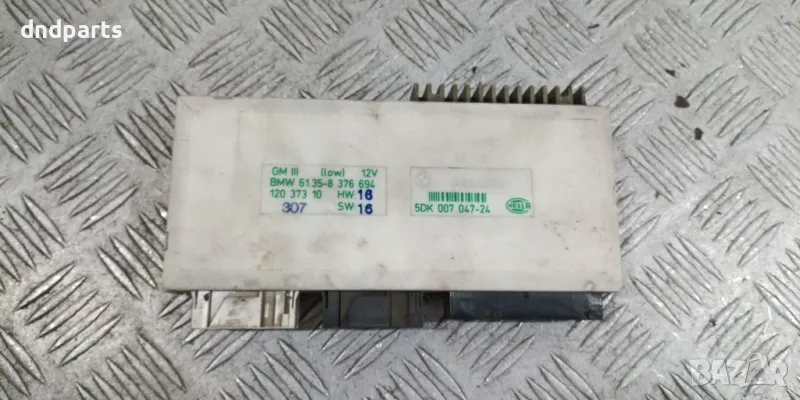 dndparts
GM III (low) 12V
BMW 61.35-8 376 694
120 373 10 HW 16
307 SW 16
5DK 007 047-24
HELLA
BAZAR